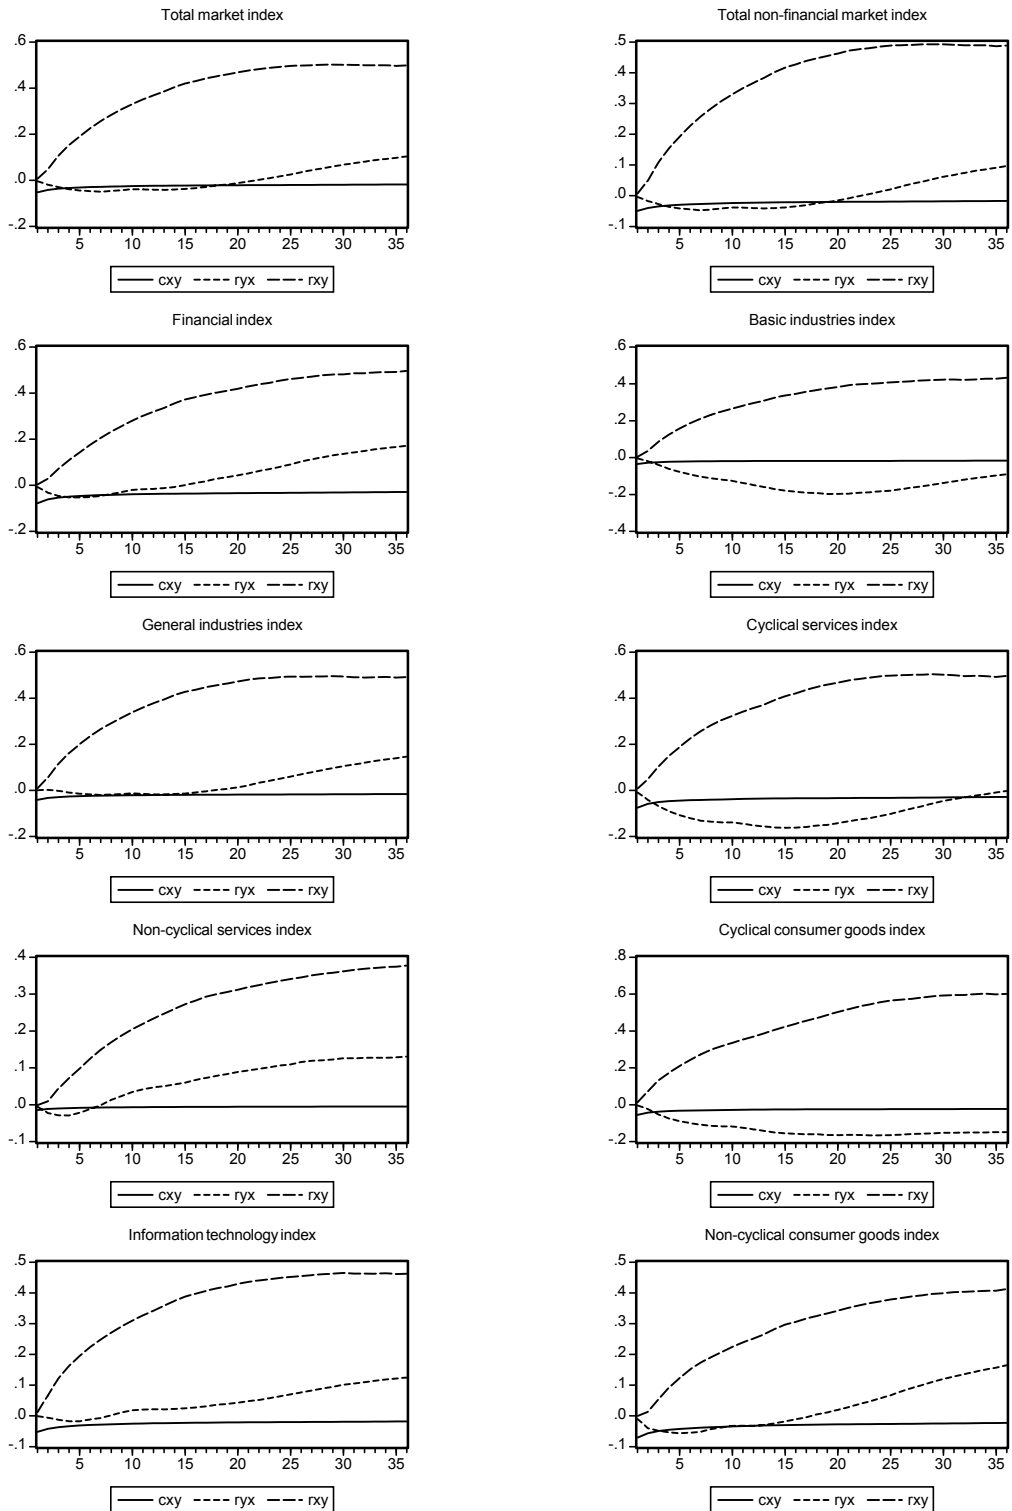 Total market index
.6
.4
.2
.0
-.2
5 10 15 20 25 30 35
cxy ryx rxy
Total non-financial market index
.5
.4
.3
.2
.1
.0
-.1
5 10 15 20 25 30 35
cxy ryx rxy
Financial index
.6
.4
.2
.0
-.2
5 10 15 20 25 30 35
cxy ryx rxy
Basic industries index
.6
.4
.2
.0
-.2
-.4
5 10 15 20 25 30 35
cxy ryx rxy
General industries index
.6
.4
.2
.0
-.2
5 10 15 20 25 30 35
cxy ryx rxy
Cyclical services index
.6
.4
.2
.0
-.2
5 10 15 20 25 30 35
cxy ryx rxy
Non-cyclical services index
.4
.3
.2
.1
.0
-.1
5 10 15 20 25 30 35
cxy ryx rxy
Cyclical consumer goods index
.8
.6
.4
.2
.0
-.2
5 10 15 20 25 30 35
cxy ryx rxy
Information technology index
.5
.4
.3
.2
.1
.0
-.1
5 10 15 20 25 30 35
cxy ryx rxy
Non-cyclical consumer goods index
.5
.4
.3
.2
.1
.0
-.1
5 10 15 20 25 30 35
cxy ryx rxy